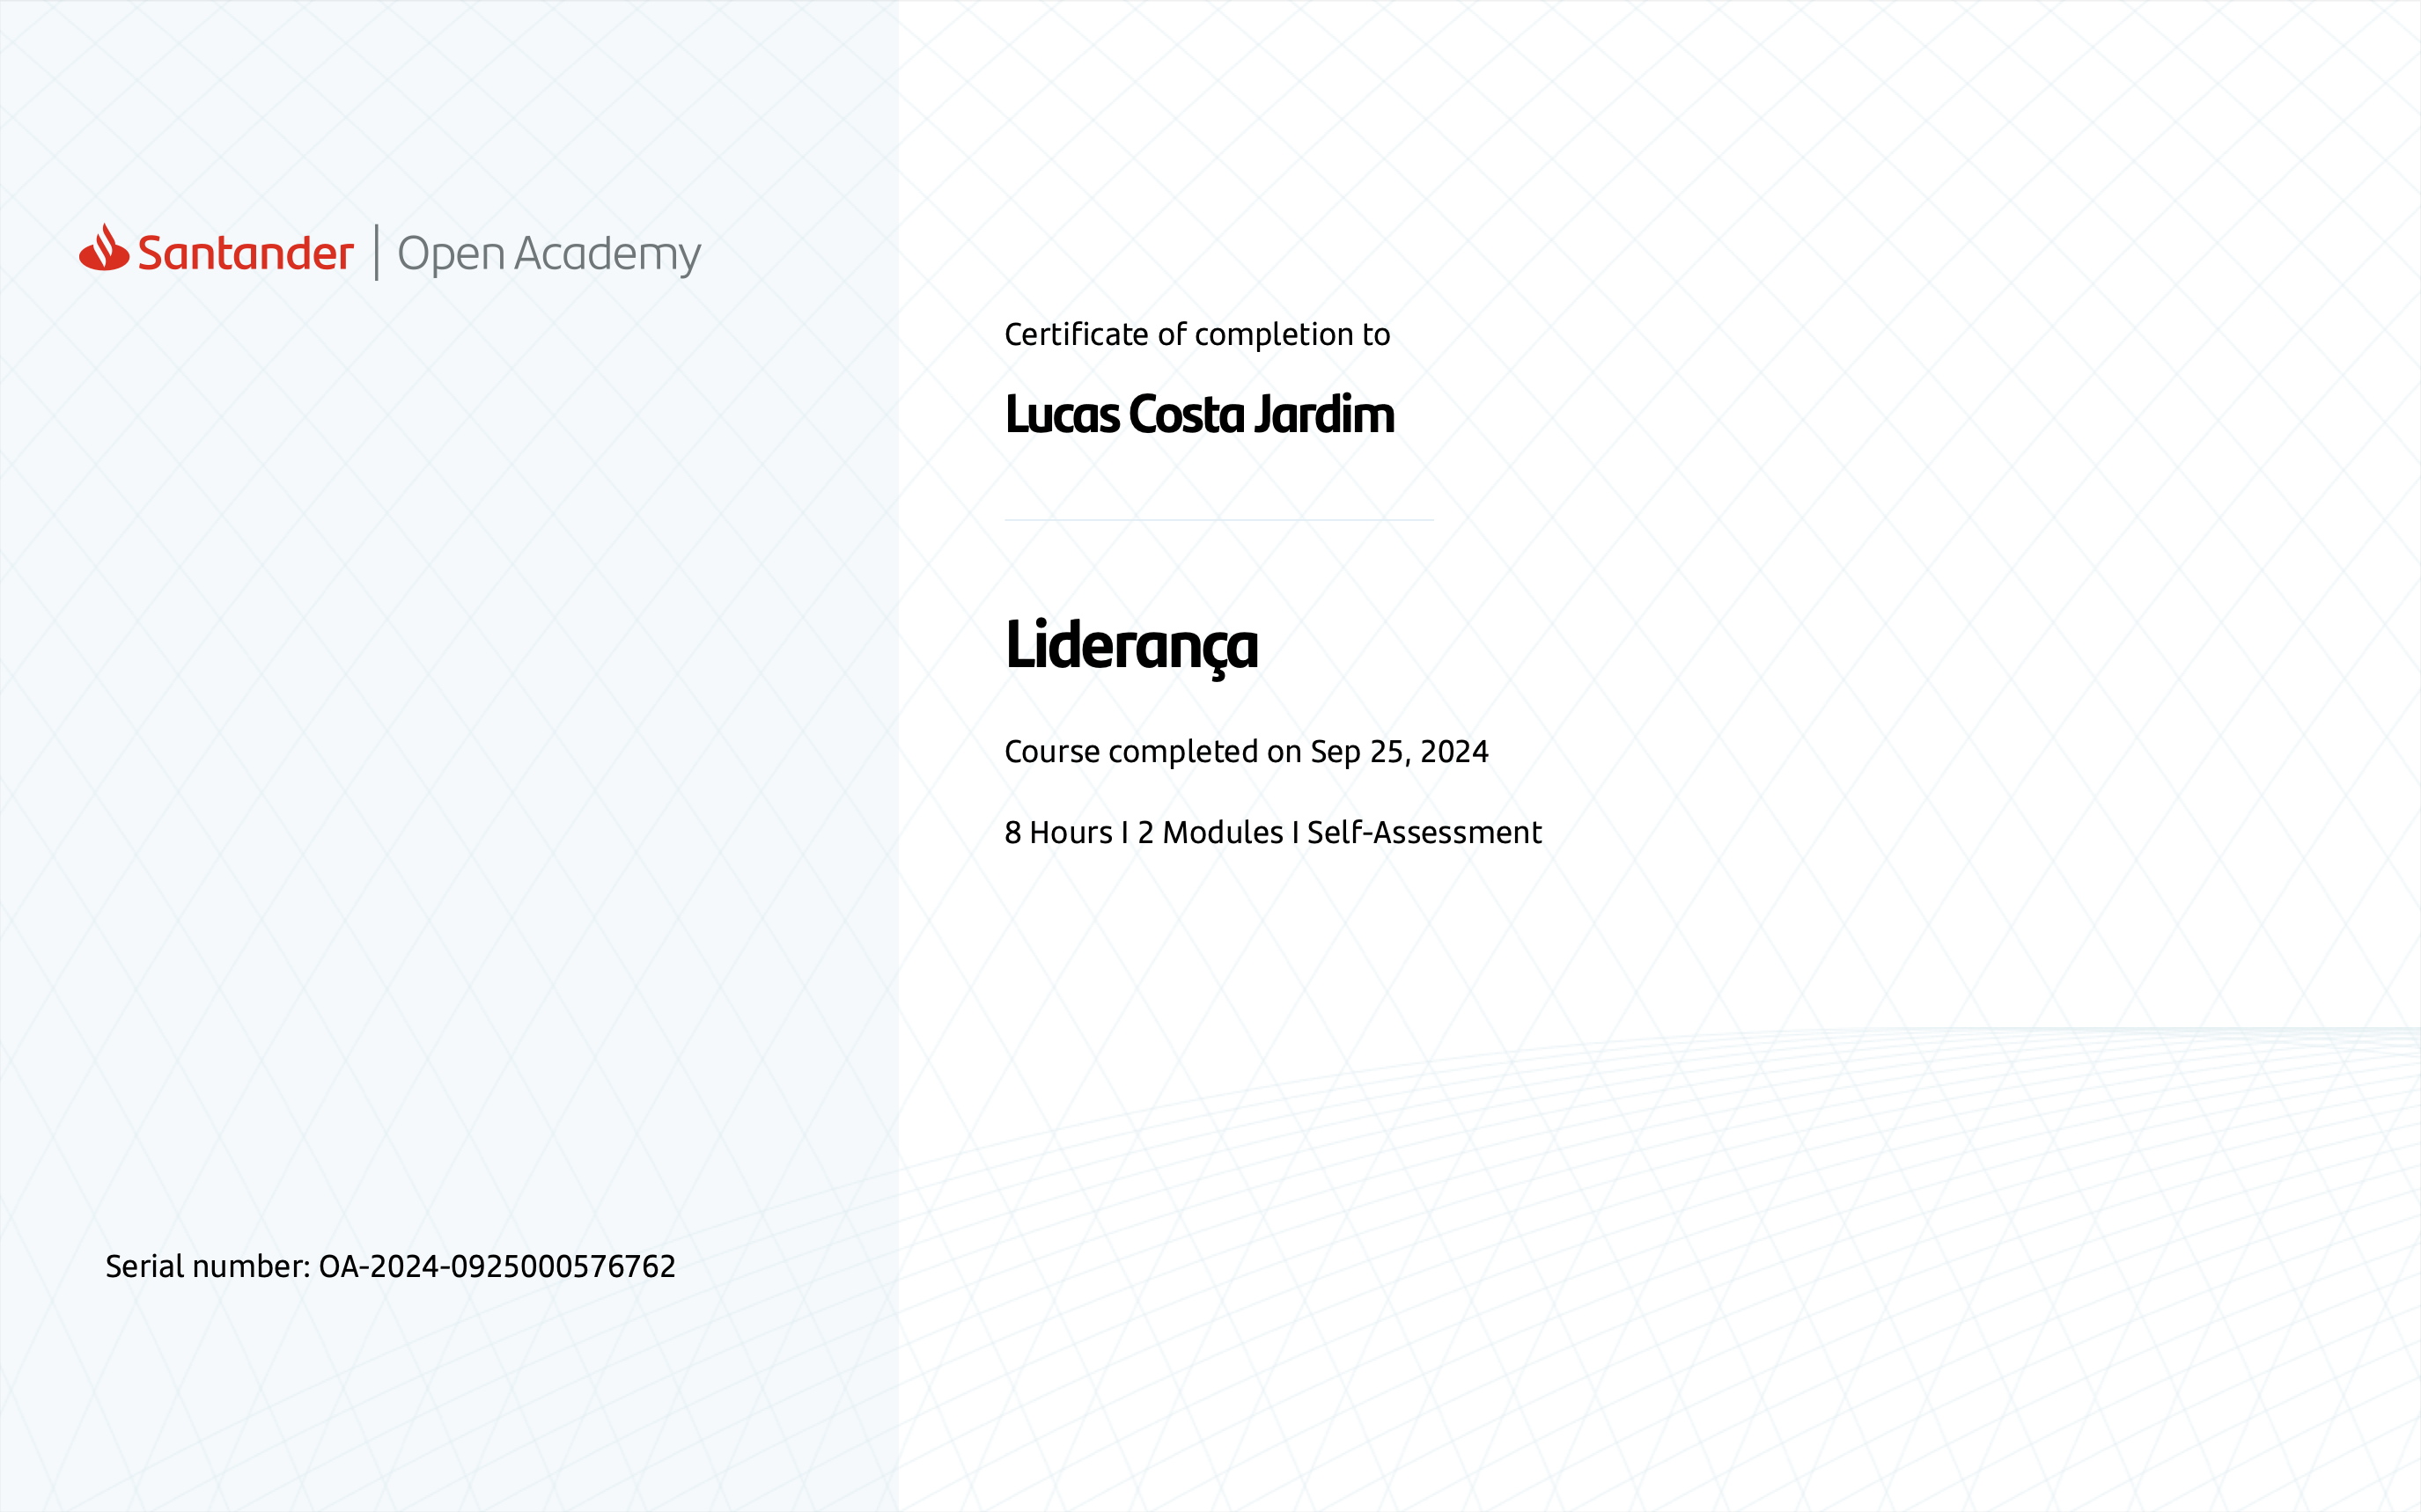 Santander | Open Academy
Certificate of completion to
Lucas Costa Jardim
Liderança
Course completed on Sep 25, 2024
8 Hours I 2 Modules I Self-Assessment
Serial number: OA-2024-0925000576762